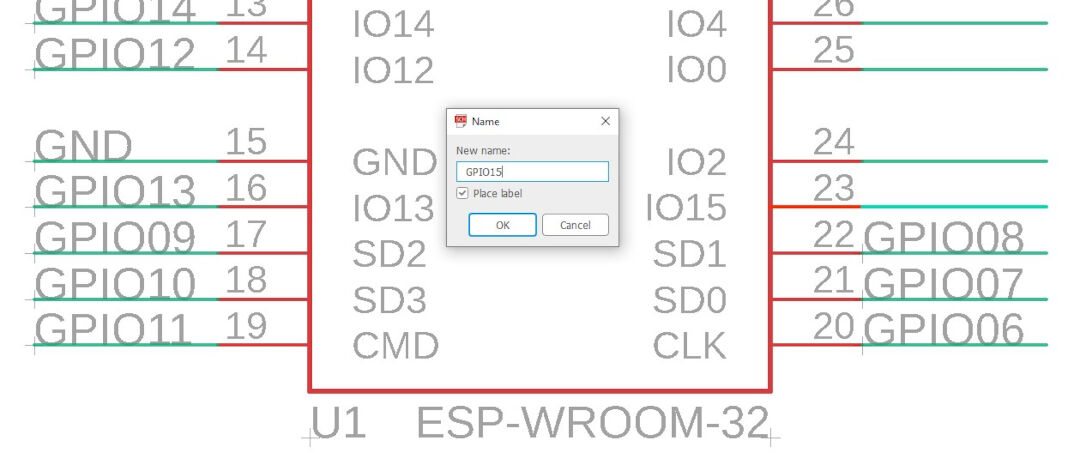 GPIO14 13 IO14 IO4 26
GPIO12 14 IO12 IO0 25
Name
New name:
GPIO15
Place label
OK Cancel
GND 15 GND IO2 24
GPIO13 16 IO13 IO15 23
GPIO09 17 SD2 SD1 22 GPIO08
GPIO10 18 SD3 SD0 21 GPIO07
GPIO11 19 CMD CLK 20 GPIO06
U1 ESP-WROOM-32